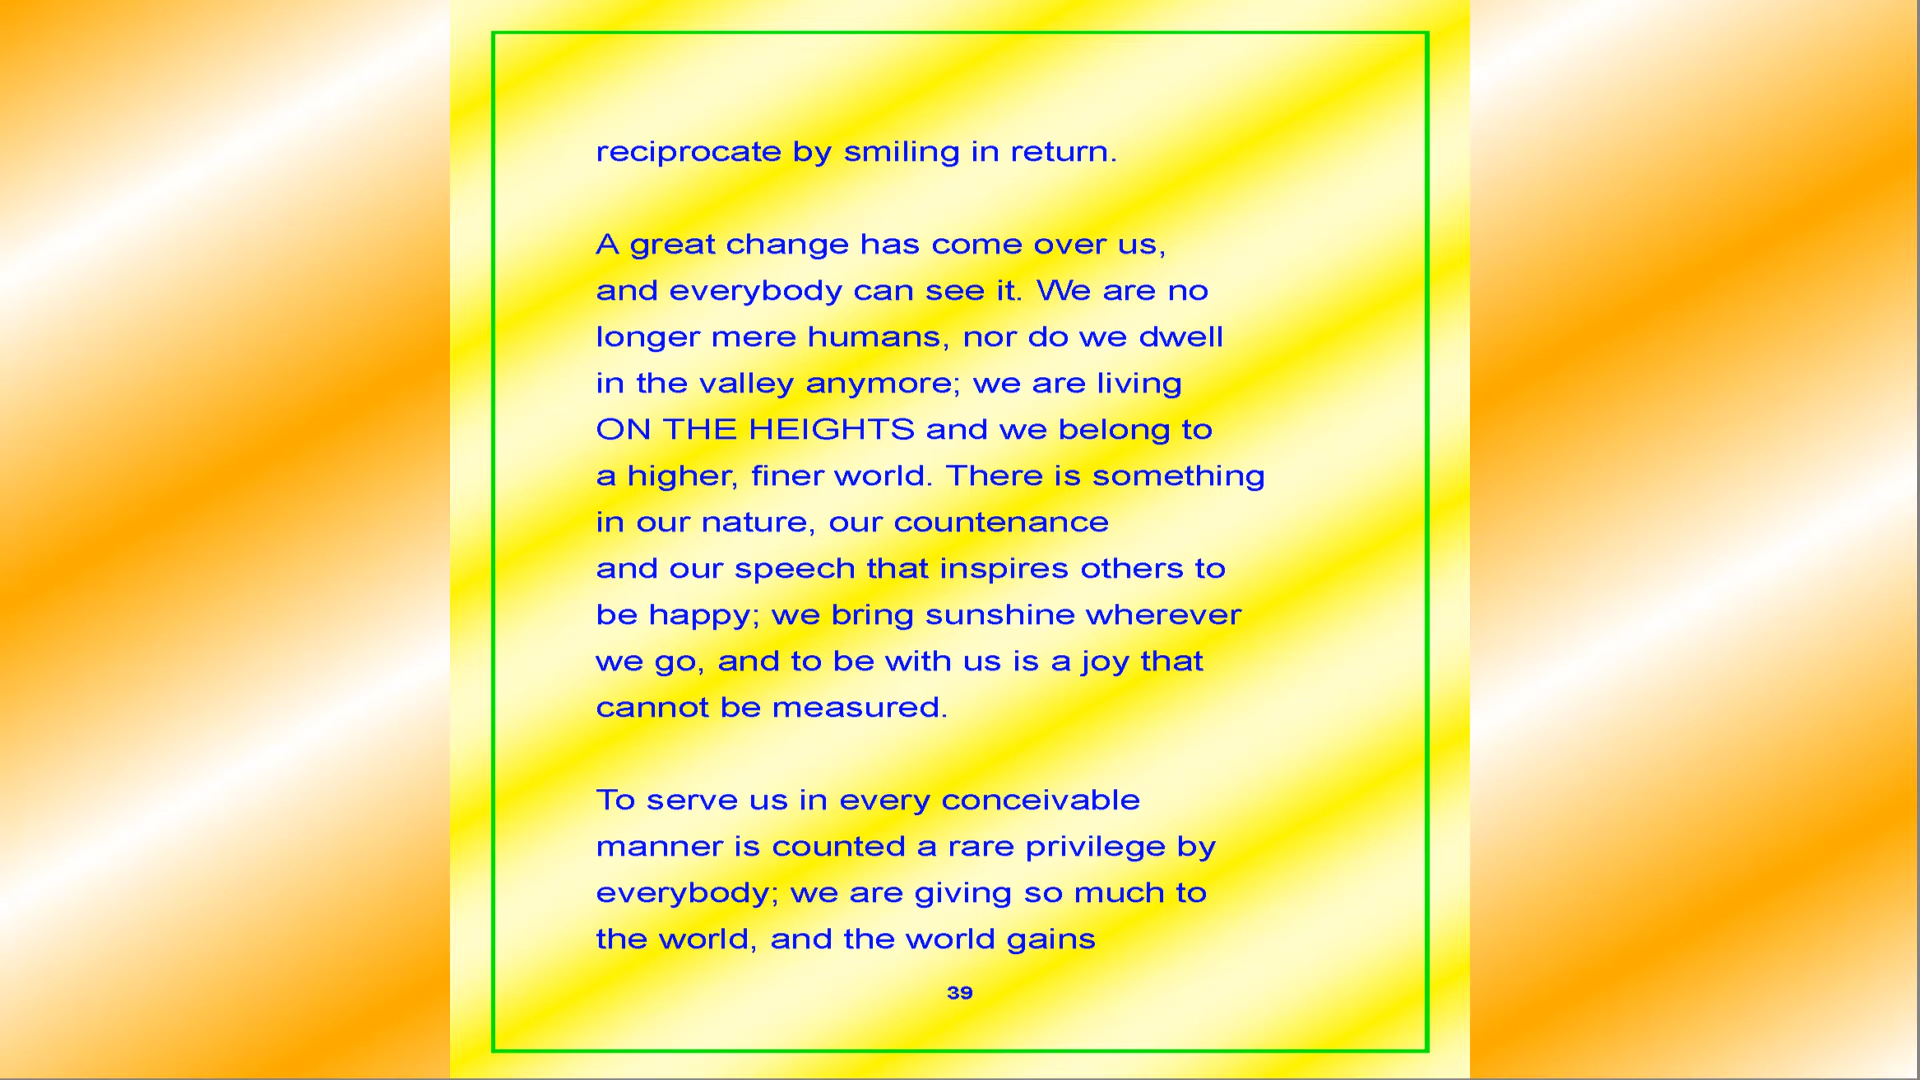 reciprocate by smiling in return.
A great change has come over us,
and everybody can see it. We are no
longer mere humans, nor do we dwell
in the valley anymore; we are living
ON THE HEIGHTS and we belong to
a higher, finer world. There is something
in our nature, our countenance
and our speech that inspires others to
be happy; we bring sunshine wherever
we go, and to be with us is a joy that
cannot be measured.
To serve us in every conceivable
manner is counted a rare privilege by
everybody; we are giving so much to
the world, and the world gains
39